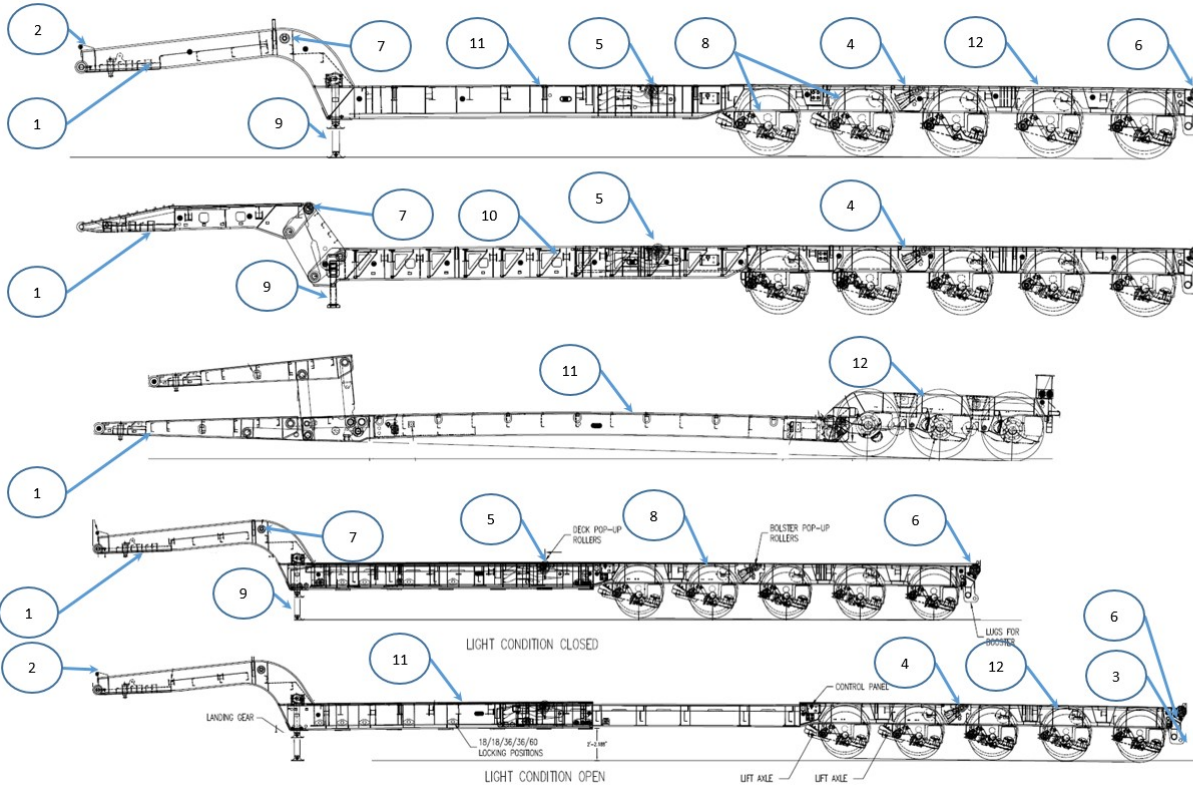 2
7
11
5
8
4
12
6
1
9
7
10
5
4
1
9
11
12
1
5
8
6
7
DECK POP-UP
ROLLERS
BOLSTER POP-UP
ROLLERS
1
9
LUGS FOR
BOOSTER
LIGHT CONDITION CLOSED
6
2
11
4
12
3
CONTROL PANEL
LANDING GEAR
18/18/36/36/60
LOCKING POSITIONS
LIGHT CONDITION OPEN
LIFT AXLE
LIFT AXLE